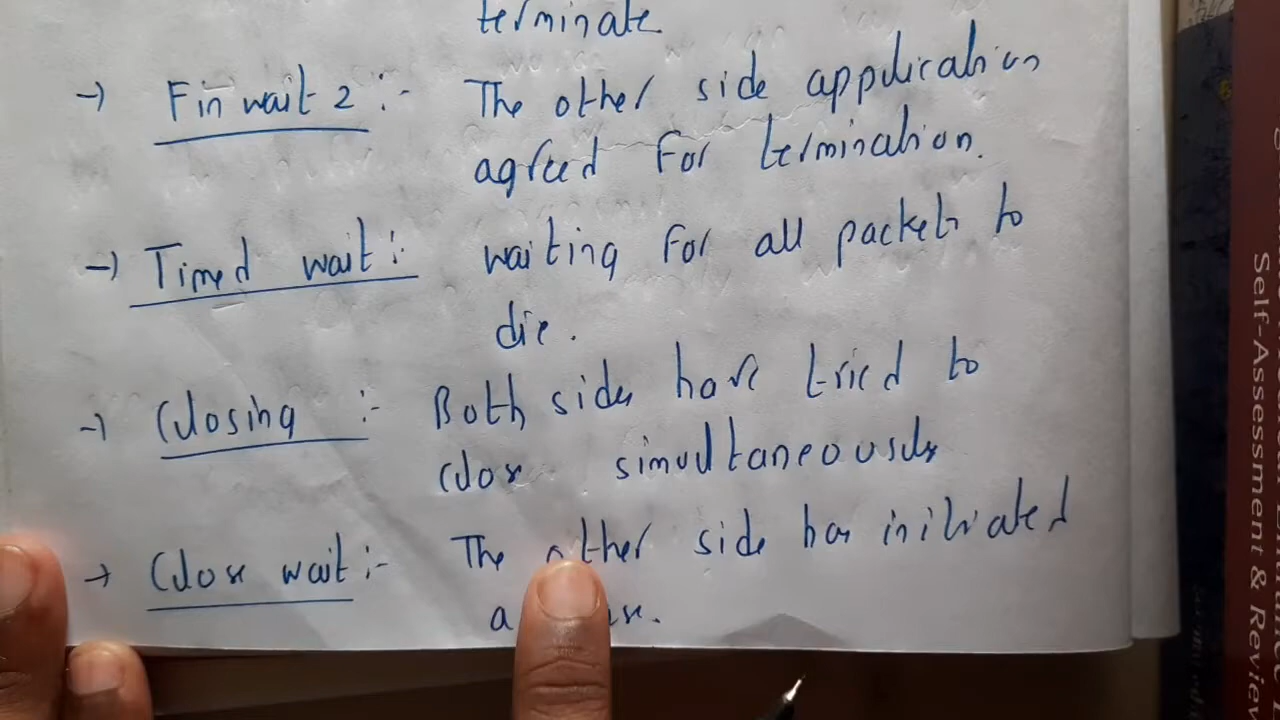 terminate
→ Fin wait 2 :- The other side application
agreed for termination.
→ Timed wait :- waiting for all packets to
die.
→ Closing :- Both sides have tried to
close simultaneously
→ Close wait :- The other side has initiated
a
Self-Assessment & Review